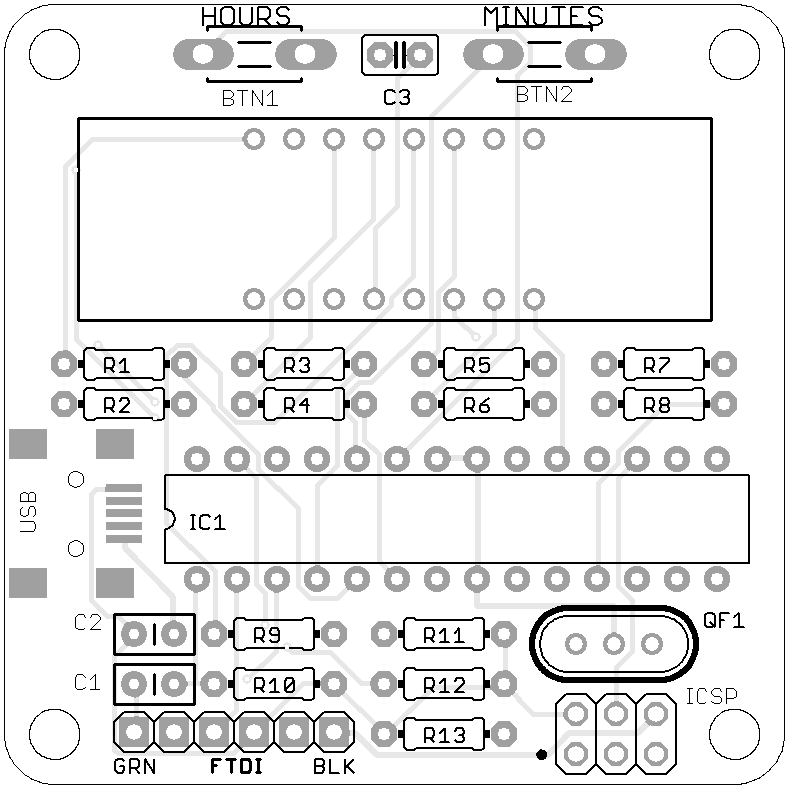 HOURS MINUTES
BTN1 C3 BTN2
R1 R3 R5 R7
R2 R4 R6 R8
USB
IC1
C2 R9 R11 QF1
C1 R10 R12 ICSP
R13
GRN FTDI BLK